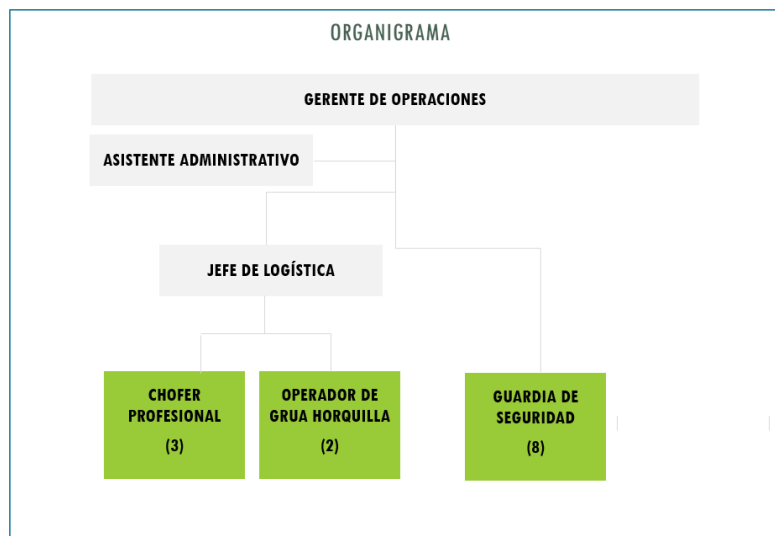 ORGANIGRAMA
GERENTE DE OPERACIONES
ASISTENTE ADMINISTRATIVO
JEFE DE LOGÍSTICA
CHOFER
PROFESIONAL
(3)
OPERADOR DE
GRUA HORQUILLA
(2)
GUARDIA DE
SEGURIDAD
(8)